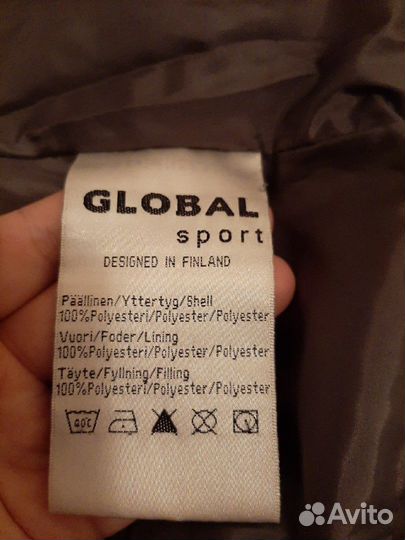 GLOBAL
sport
DESIGNED IN FINLAND
Päällinen/Yttertyg/Shell
100%Polyesteri/Polyester/Polyester
Vuori/Foder/Lining
100%Polyesteri/Polyester/Polyester
Täyte/Fyllning/Filling
100%Polyesteri/Polyester/Polyester
40°C
Avito